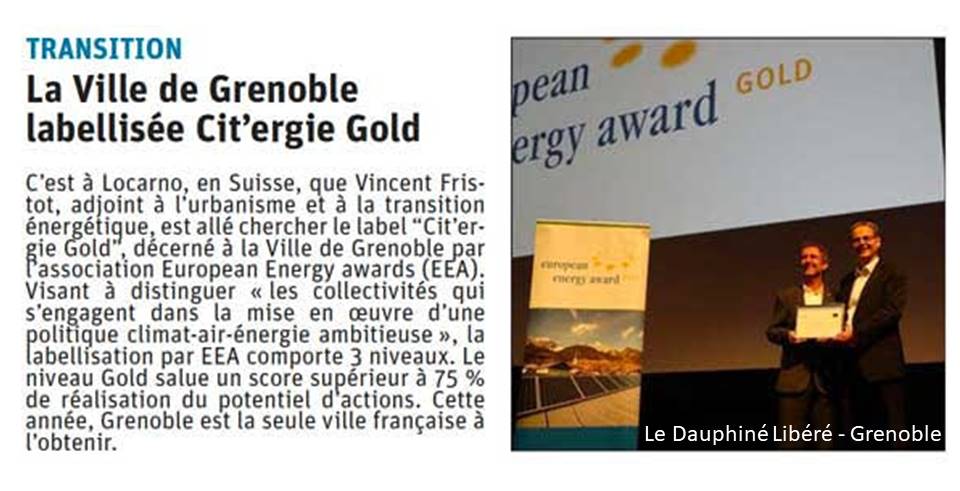 TRANSITION
La Ville de Grenoble
labellisée Cit'ergie Gold
C'est à Locarno, en Suisse, que Vincent Fris-
tot, adjoint à l'urbanisme et à la transition
énergétique, est allé chercher le label “Cit'er-
gie Gold”, décerné à la Ville de Grenoble par
l'association European Energy awards (EEA).
Visant à distinguer « les collectivités qui
s'engagent dans la mise en œuvre d'une
politique climat-air-énergie ambitieuse », la
labellisation par EEA comporte 3 niveaux. Le
niveau Gold salue un score supérieur à 75 %
de réalisation du potentiel d'actions. Cette
année, Grenoble est la seule ville française à
l'obtenir.
pean
ergy award GOLD
european
energy award
Le Dauphiné Libéré - Grenoble